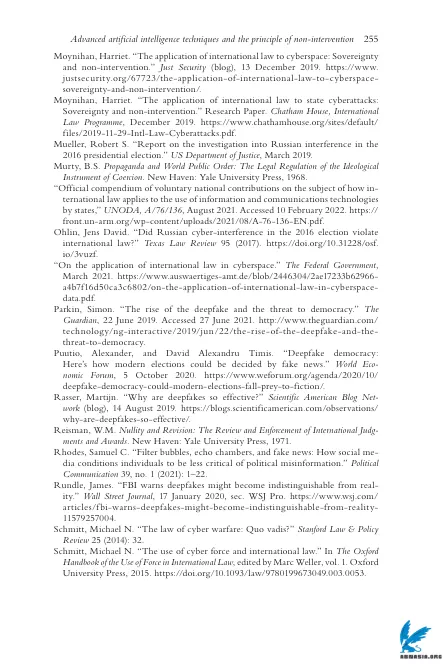 Advanced artificial intelligence techniques and the principle of non-intervention 255
Moynihan, Harriet. “The application of international law to cyberspace: Sovereignty
and non-intervention.” Just Security (blog), 13 December 2019. https://www.
justsecurity.org/67723/the-application-of-international-law-to-cyberspace-
sovereignty-and-non-intervention/.
Moynihan, Harriet. “The application of international law to state cyberattacks:
Sovereignty and non-intervention.” Research Paper. Chatham House, International
Law Programme, December 2019. https://www.chathamhouse.org/sites/default/
files/2019-11-29-Intl-Law-Cyberattacks.pdf.
Mueller, Robert S. “Report on the investigation into Russian interference in the
2016 presidential election.” US Department of Justice, March 2019.
Murty, B.S. Propaganda and World Public Order: The Legal Regulation of the Ideological
Instrument of Coercion. New Haven: Yale University Press, 1968.
“Official compendium of voluntary national contributions on the subject of how in-
ternational law applies to the use of information and communications technologies
by states,” UNODA, A/76/136, August 2021. Accessed 10 February 2022. https://
front.un-arm.org/wp-content/uploads/2021/08/A-76-136-EN.pdf.
Ohlin, Jens David. “Did Russian cyber-interference in the 2016 election violate
international law?” Texas Law Review 95 (2017). https://doi.org/10.31228/osf.
io/3vuzf.
“On the application of international law in cyberspace.” The Federal Government,
March 2021. https://www.auswaertiges-amt.de/blob/2446304/2ae17233b62966-
a4b7f16d50ca3c6802/on-the-application-of-international-law-in-cyberspace-
data.pdf.
Parkin, Simon. “The rise of the deepfake and the threat to democracy.” The
Guardian, 22 June 2019. Accessed 27 June 2021. http://www.theguardian.com/
technology/ng-interactive/2019/jun/22/the-rise-of-the-deepfake-and-the-
threat-to-democracy.
Puutio, Alexander, and David Alexandru Timis. “Deepfake democracy:
Here’s how modern elections could be decided by fake news.” World Eco-
nomic Forum, 5 October 2020. https://www.weforum.org/agenda/2020/10/
deepfake-democracy-could-modern-elections-fall-prey-to-fiction/.
Rasser, Martijn. “Why are deepfakes so effective?” Scientific American Blog Net-
work (blog), 14 August 2019. https://blogs.scientificamerican.com/observations/
why-are-deepfakes-so-effective/.
Reisman, W.M. Nullity and Revision: The Review and Enforcement of International Judg-
ments and Awards. New Haven: Yale University Press, 1971.
Rhodes, Samuel C. “Filter bubbles, echo chambers, and fake news: How social me-
dia conditions individuals to be less critical of political misinformation.” Political
Communication 39, no. 1 (2021): 1–22.
Rundle, James. “FBI warns deepfakes might become indistinguishable from real-
ity.” Wall Street Journal, 17 January 2020, sec. WSJ Pro. https://www.wsj.com/
articles/fbi-warns-deepfakes-might-become-indistinguishable-from-reality-
11579257004.
Schmitt, Michael N. “The law of cyber warfare: Quo vadis?” Stanford Law & Policy
Review 25 (2014): 32.
Schmitt, Michael N. “The use of cyber force and international law.” In The Oxford
Handbook of the Use of Force in International Law, edited by Marc Weller, vol. 1. Oxford
University Press, 2015. https://doi.org/10.1093/law/9780199673049.003.0053.